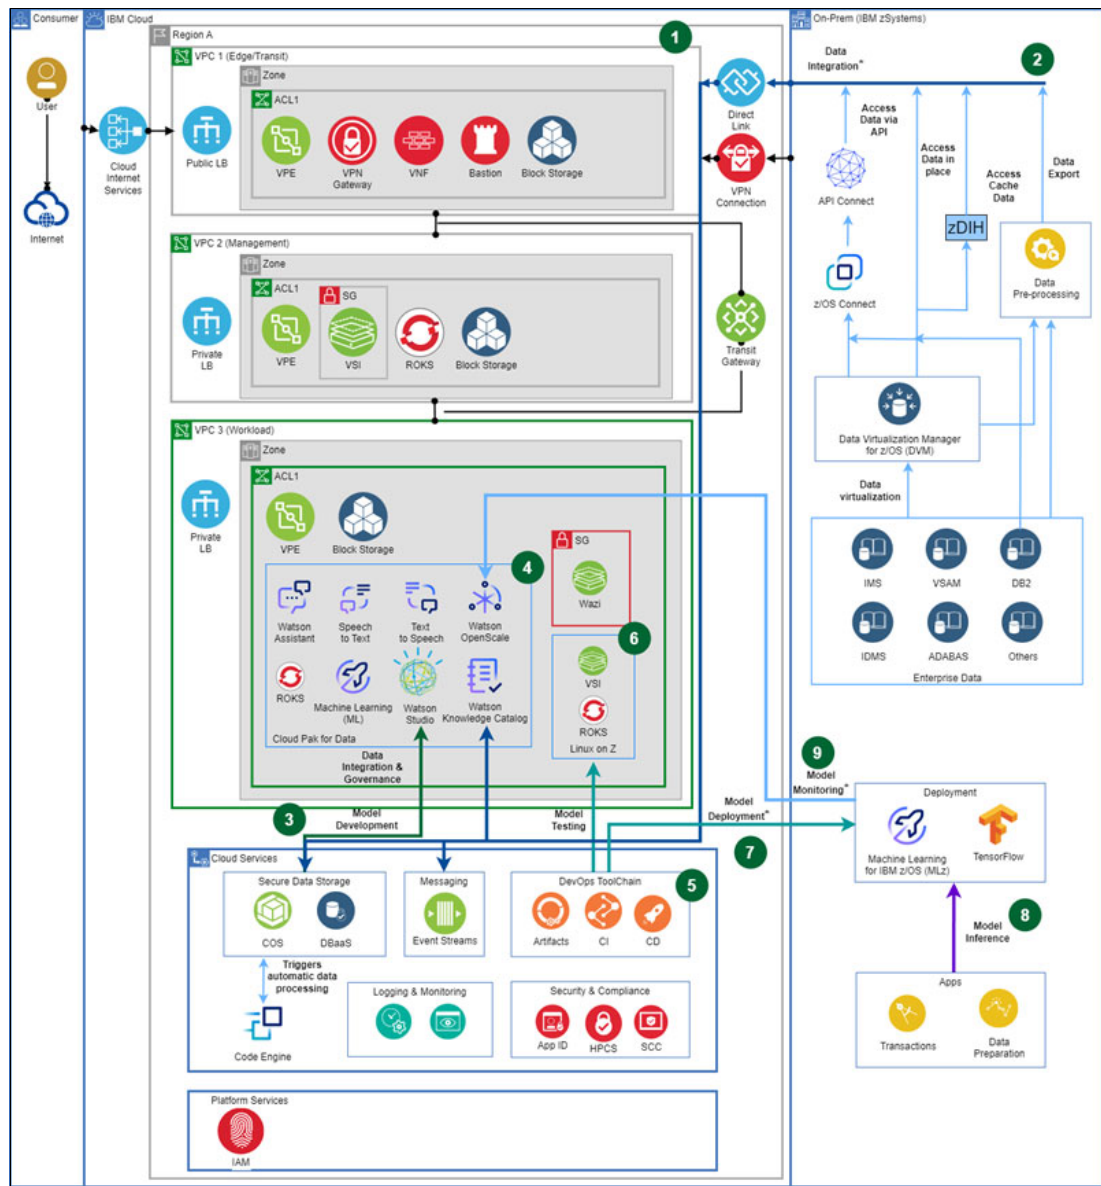 Consumer
IBM Cloud
On-Prem (IBM zSystems)
Region A
1
VPC 1 (Edge/Transit)
Zone
ACL1
User
Internet
Cloud
Internet
Services
Public LB
VPE
VPN
Gateway
VNF
Bastion
Block Storage
Direct
Link
VPN
Connection
Data
Integration*
2
Access
Data via
API
Access
Data in
place
Access
Cache
Data
Data
Export
API Connect
zDIH
z/OS Connect
Data
Pre-processing
VPC 2 (Management)
Zone
ACL1
SG
Private
LB
VPE
VSI
ROKS
Block Storage
Transit
Gateway
Data Virtualization Manager
for z/OS (DVM)
Data
virtualization
IMS
VSAM
DB2
IDMS
ADABAS
Others
Enterprise Data
VPC 3 (Workload)
Zone
ACL1
Private
LB
VPE
Block Storage
SG
Wazi
4
Watson
Assistant
Speech
to Text
Text
to Speech
Watson
OpenScale
ROKS
Machine Learning
(ML)
Watson
Studio
Watson
Knowledge Catalog
Cloud Pak for Data
6
VSI
ROKS
Linux on Z
Data
Integration &
Governance
3
Model
Development
Model
Testing
Model
Deployment*
7
9
Model
Monitoring*
Deployment
Machine Learning
for IBM z/OS (MLz)
TensorFlow
8
Model
Inference
Apps
Transactions
Data
Preparation
Cloud Services
Secure Data Storage
COS
DBaaS
Messaging
Event Streams
DevOps ToolChain
5
Artifacts
CI
CD
Triggers
automatic data
processing
Code Engine
Logging & Monitoring
Security & Compliance
App ID
HPCS
SCC
Platform Services
IAM